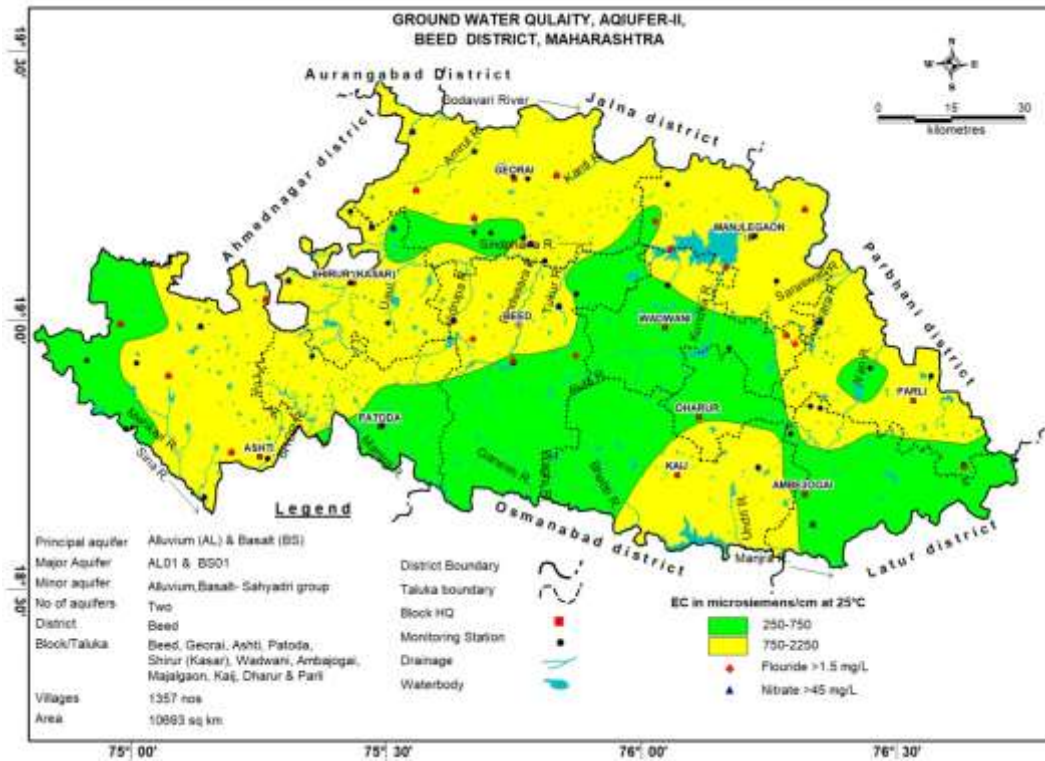 GROUND WATER QULAITY, AQIUFER-II,
BEED DISTRICT, MAHARASHTRA
19° 30'
19° 00'
18° 30'
N
W E
S
0 15 30
kilometres
Aurangabad District
Godavari River
Jalna district
Ahmednagar district
Parbhani district
Latur district
Osmanabad district
Amrut R.
GEORAI
MANJLEGAON
Sindphana R.
SHIRUR (KASAR)
BEED
WADWANI
PARLI
PATODA
DHARUR
ASHTI
KAIJ
AMBEJOGAI
Sina R.
Undri R.
Manjra R.
Legend
Principal aquifer Alluvium (AL) & Basalt (BS)
Major Aquifer AL01 & BS01
Minor aquifer Alluvium,Basalt- Sahyadri group
No of aquifers Two
District Beed
Block/Taluka Beed, Georai, Ashti, Patoda,
Shirur (Kasar), Wadwani, Ambajogai,
Majalgaon, Kaij, Dharur & Parli
Villages 1357 nos
Area 10693 sq km
District Boundary
Taluka boundary
Block HQ
Monitoring Station
Drainage
Waterbody
EC in microsiemens/cm at 25°C
250-750
750-2250
Flouride >1.5 mg/L
Nitrate >45 mg/L
75° 00' 75° 30' 76° 00' 76° 30'